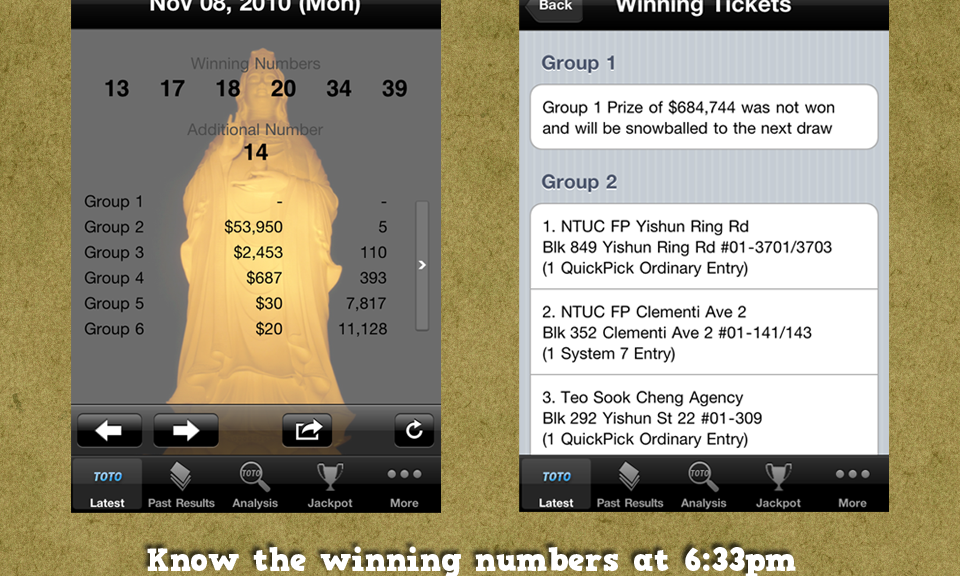 Nov 08, 2010 (Mon)
Winning Numbers
13 17 18 20 34 39
Additional Number
14
Group 1 - -
Group 2 $53,950 5
Group 3 $2,453 110
Group 4 $687 393
Group 5 $30 7,817
Group 6 $20 11,128
TOTO
TOTO
Latest Past Results Analysis Jackpot More
Back Winning Tickets
Group 1
Group 1 Prize of $684,744 was not won
and will be snowballed to the next draw
Group 2
1. NTUC FP Yishun Ring Rd
Blk 849 Yishun Ring Rd #01-3701/3703
(1 QuickPick Ordinary Entry)
2. NTUC FP Clementi Ave 2
Blk 352 Clementi Ave 2 #01-141/143
(1 System 7 Entry)
3. Teo Sook Cheng Agency
Blk 292 Yishun St 22 #01-309
(1 QuickPick Ordinary Entry)
TOTO
TOTO
Latest Past Results Analysis Jackpot More
Know the winning numbers at 6:33pm